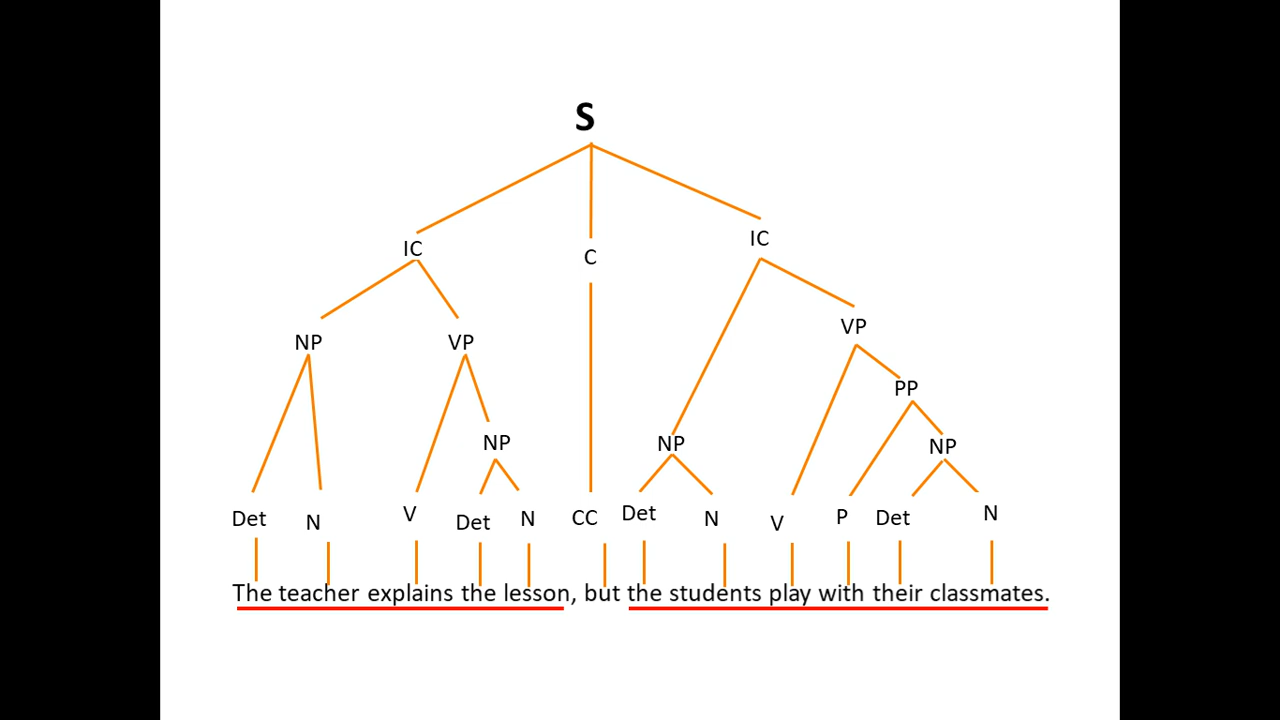 S
IC C IC
NP VP VP
PP
NP NP NP
Det N V Det N CC Det N V P Det N
The teacher explains the lesson, but the students play with their classmates.